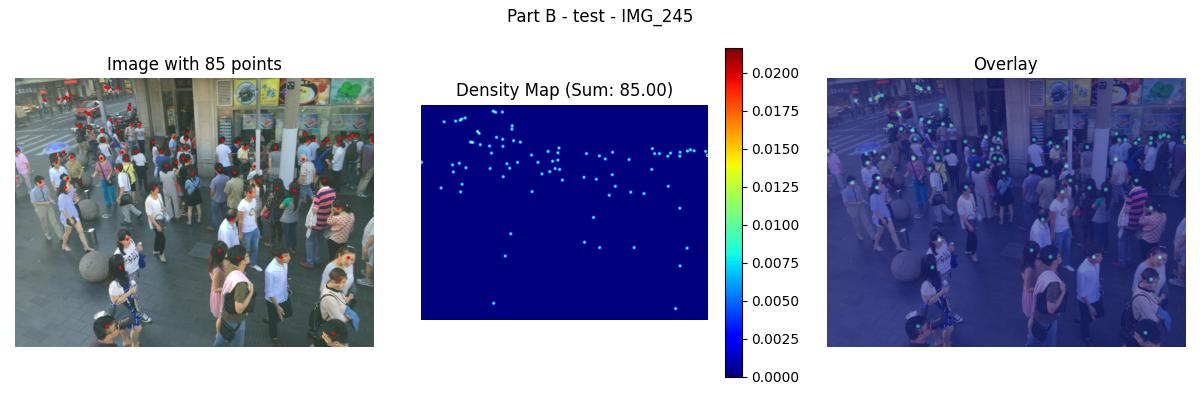 Part B - test - IMG_245
Image with 85 points
Density Map (Sum: 85.00)
Overlay
0.0200
0.0175
0.0150
0.0125
0.0100
0.0075
0.0050
0.0025
0.0000